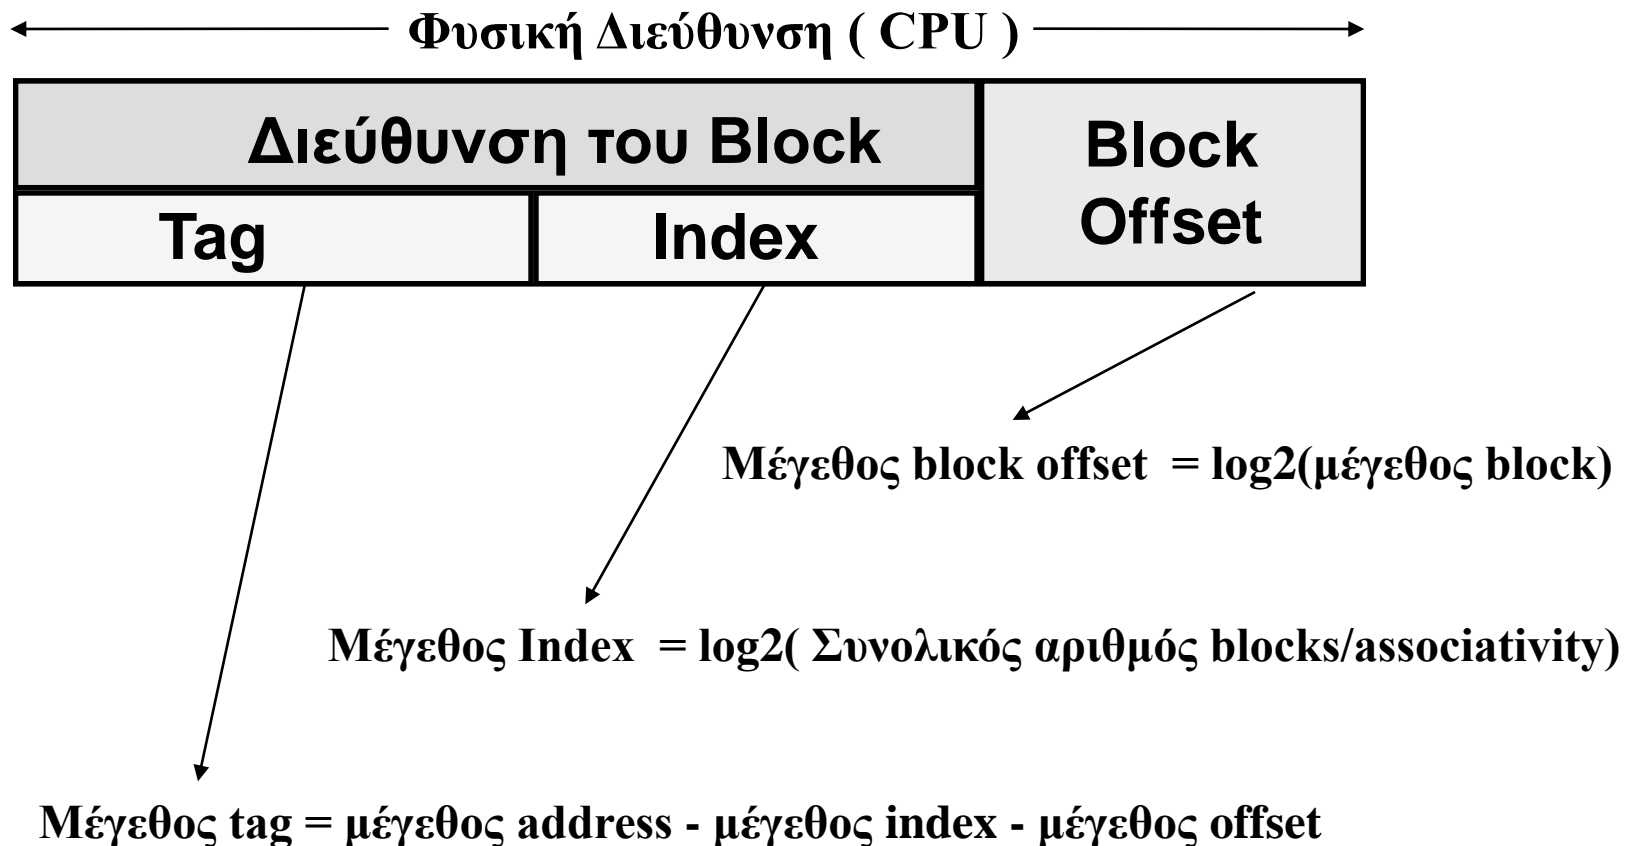 Φυσική Διεύθυνση ( CPU )
Διεύθυνση του Block
Block
Offset
Tag
Index
Μέγεθος block offset = log2(μέγεθος block)
Μέγεθος Index = log2( Συνολικός αριθμός blocks/associativity)
Μέγεθος tag = μέγεθος address - μέγεθος index - μέγεθος offset